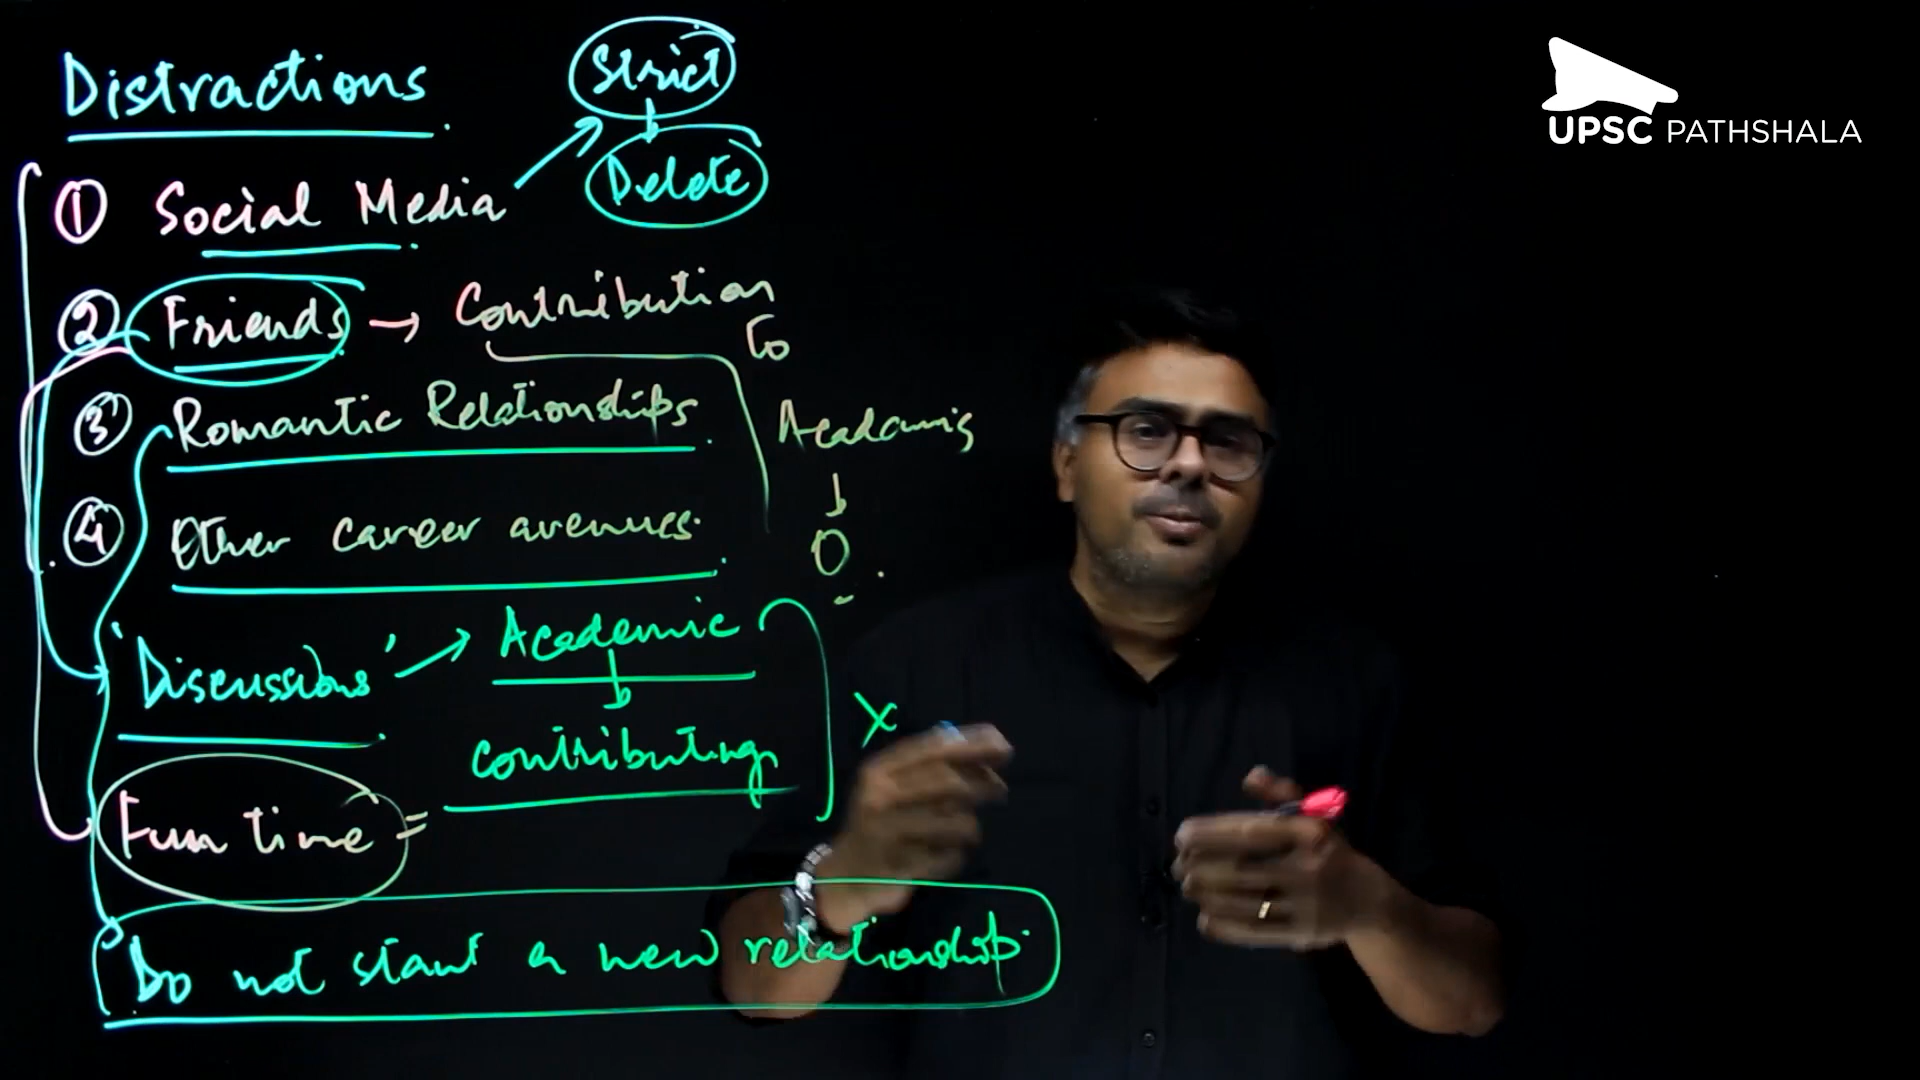 Distractions
Strict
Delete
① Social Media
② Friends → Contribution
to
Academics
0
③ Romantic Relationships
④ Other career avenues
'Discussions' → Academic
contributing
X
Fun time =
Do not start a new relationship
UPSC PATHSHALA